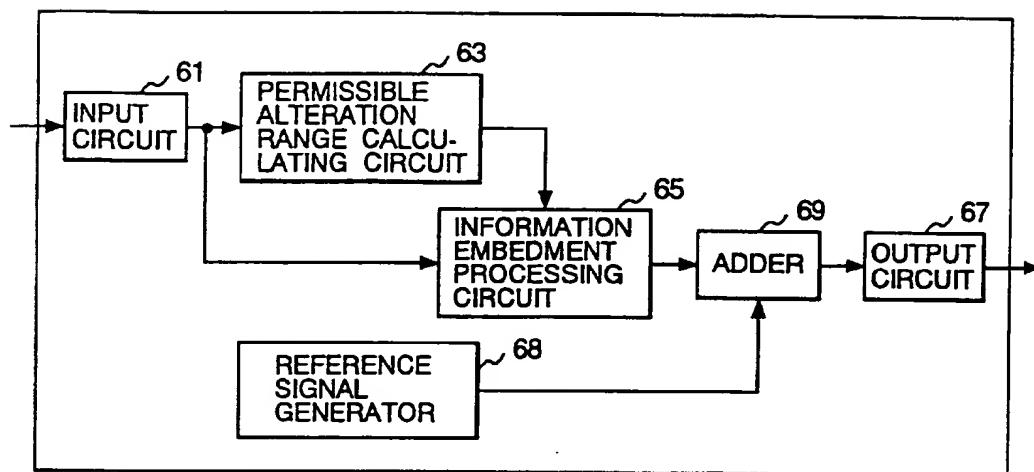 61
INPUT
CIRCUIT
63
PERMISSIBLE
ALTERATION
RANGE CALCU-
LATING CIRCUIT
65
INFORMATION
EMBEDMENT
PROCESSING
CIRCUIT
69
ADDER
67
OUTPUT
CIRCUIT
68
REFERENCE
SIGNAL
GENERATOR